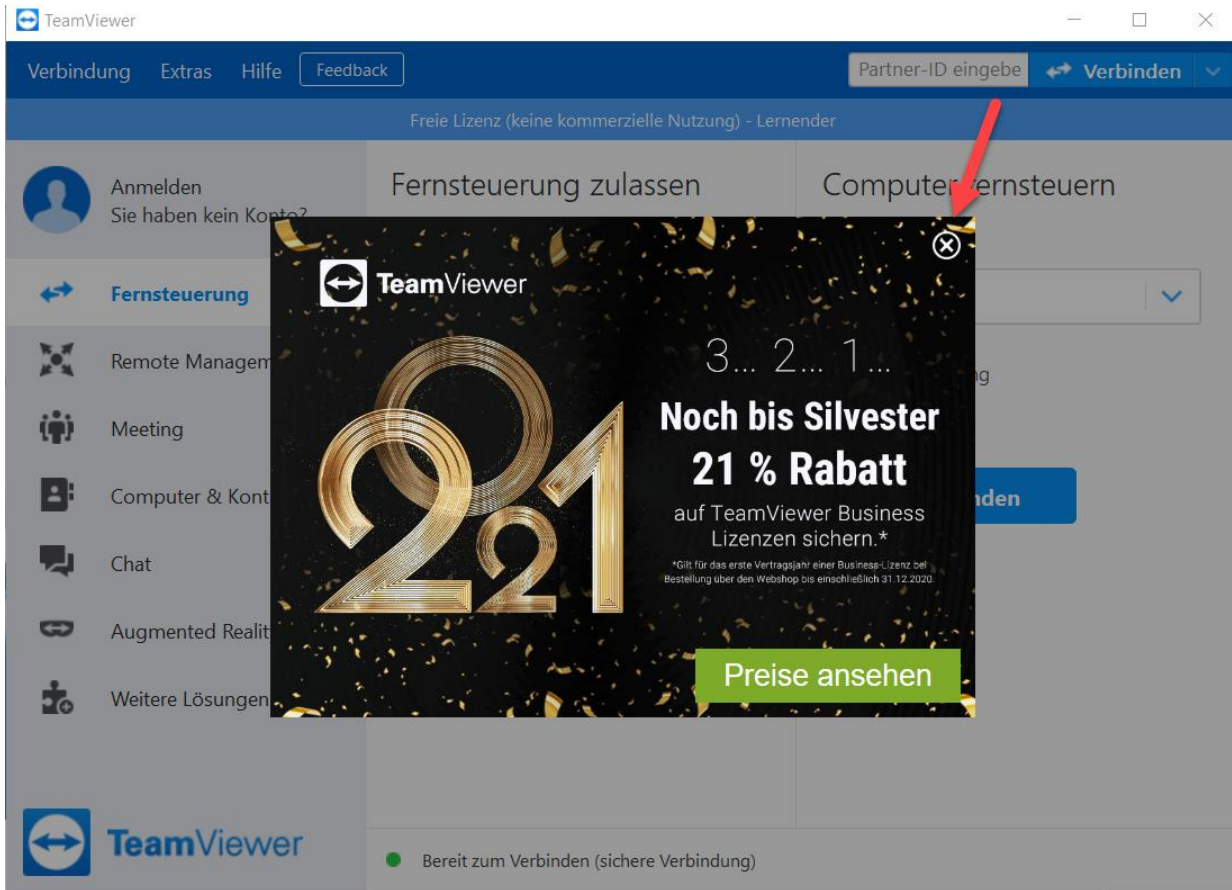 TeamViewer
Verbindung Extras Hilfe Feedback
Partner-ID eingebe Verbinden
Freie Lizenz (keine kommerzielle Nutzung) - Lernender
Anmelden
Sie haben kein Konto?
Fernsteuerung
Remote Managem
Meeting
Computer & Kont
Chat
Augmented Realit
Weitere Lösungen
TeamViewer
Fernsteuerung zulassen
Computer fernsteuern
ng
nden
TeamViewer
2021
3... 2... 1...
Noch bis Silvester
21 % Rabatt
auf TeamViewer Business
Lizenzen sichern.*
*Gilt für das erste Vertragsjahr einer Business-Lizenz bei
Bestellung über den Webshop bis einschließlich 31.12.2020.
Preise ansehen
Bereit zum Verbinden (sichere Verbindung)